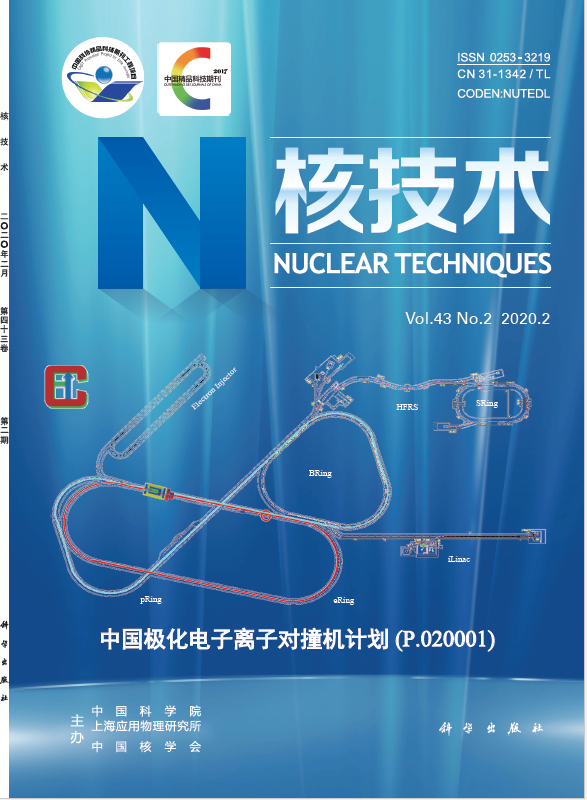 中国精品科技期刊
2017
ISSN 0253-3219
CN 31-1342 / TL
CODEN:NUTEDL
N
核技术
NUCLEAR TECHNIQUES
Vol.43 No.2 2020.2
核技术
二〇二〇年二月
第四十三卷
第二期
科学出版社
Electron Injector
HFRS
SRing
BRing
iLinac
pRing
eRing
中国极化电子离子对撞机计划 (P.020001)
主办
中国科学院
上海应用物理研究所
中国核学会
科学出版社